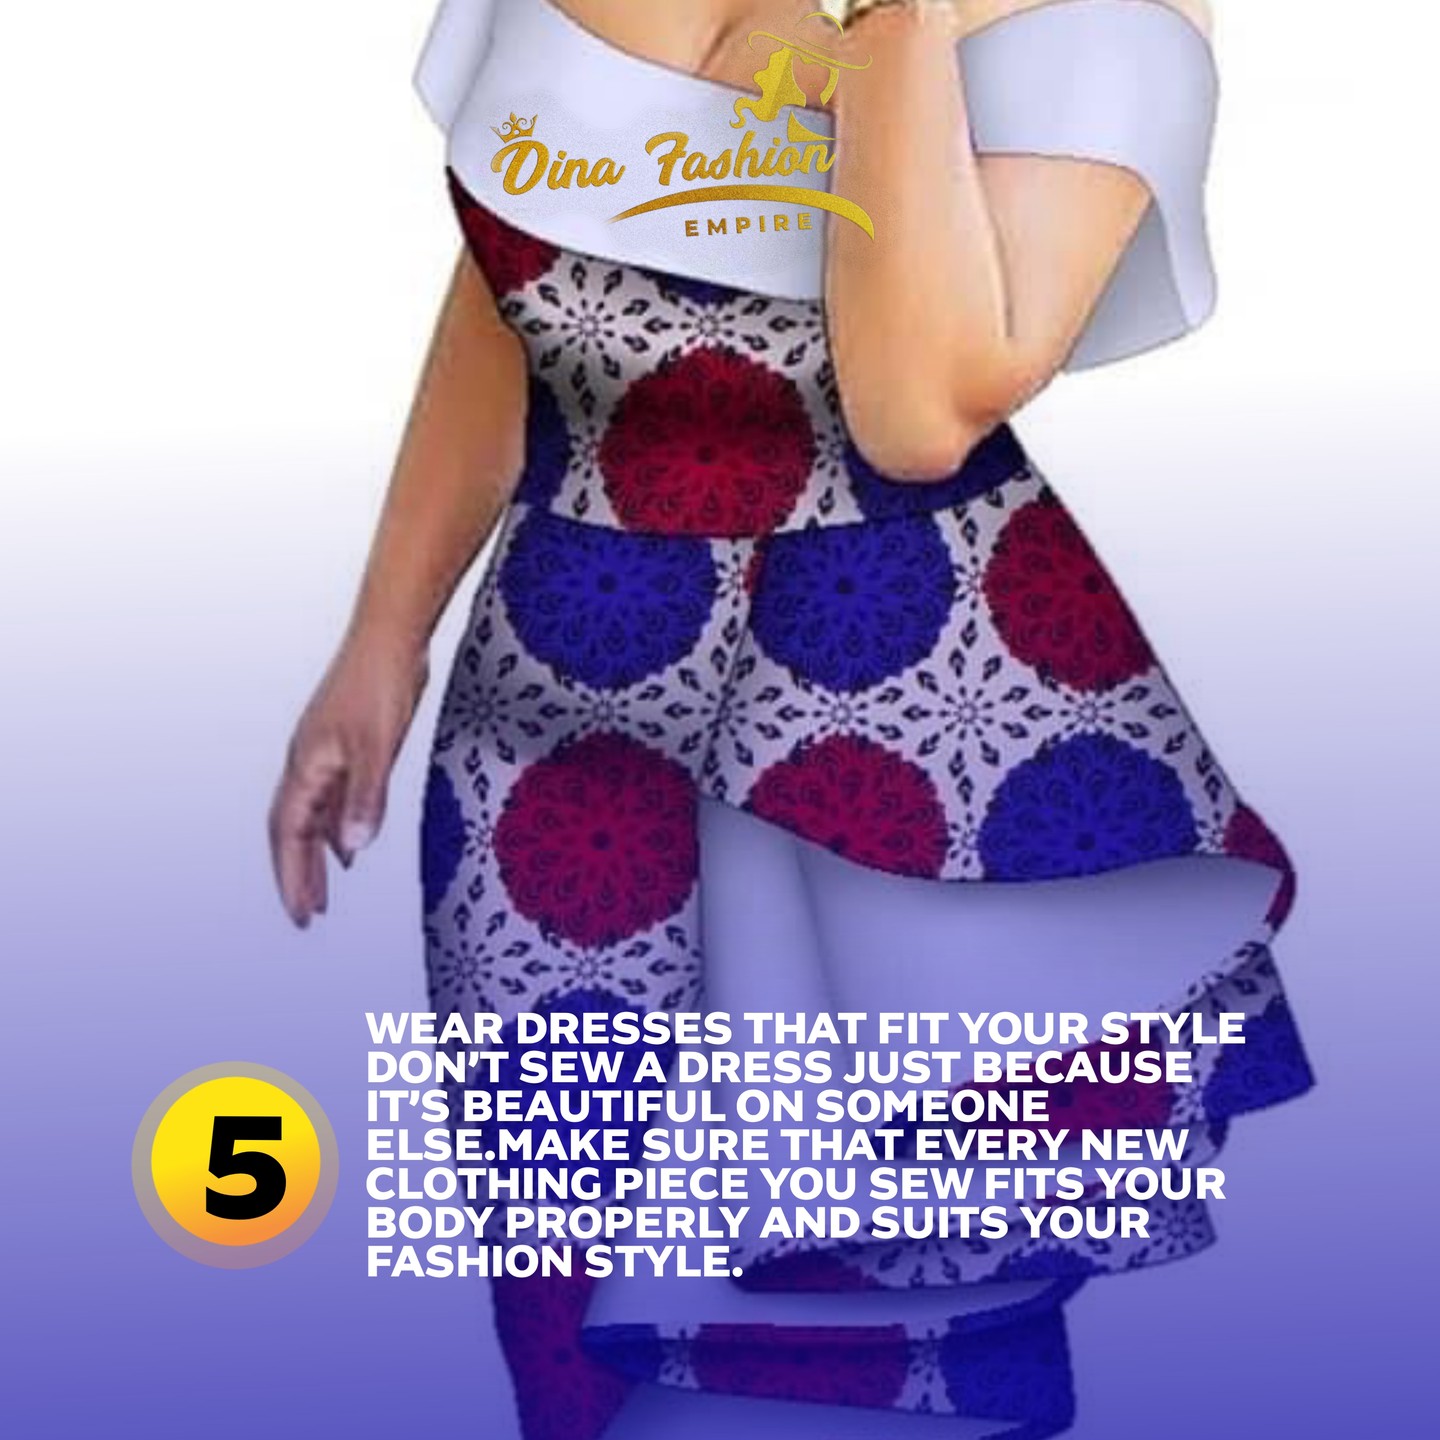 Dina Fashion
EMPIRE
WEAR DRESSES THAT FIT YOUR STYLE
DON'T SEW A DRESS JUST BECAUSE
IT'S BEAUTIFUL ON SOMEONE
ELSE.MAKE SURE THAT EVERY NEW
CLOTHING PIECE YOU SEW FITS YOUR
BODY PROPERLY AND SUITS YOUR
FASHION STYLE.
5